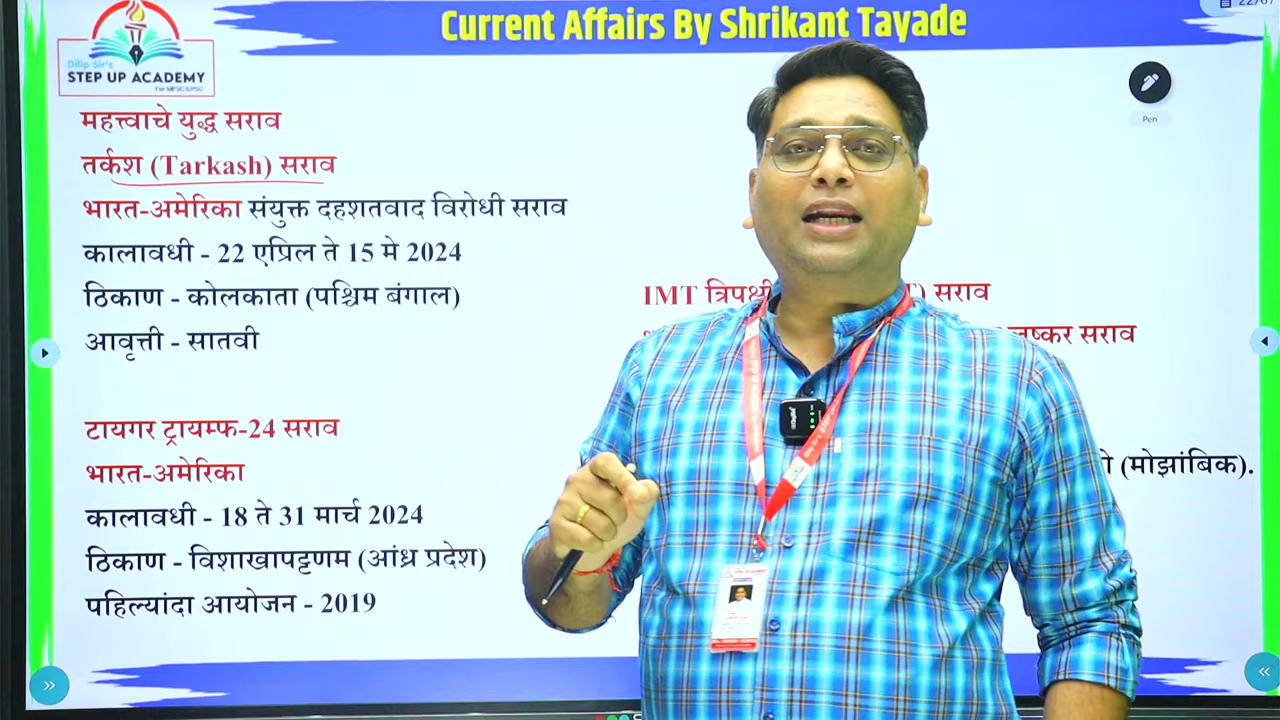 Current Affairs By Shrikant Tayade
Dilip Sir's
STEP UP ACADEMY
For MPSC/UPSC
Pen
महत्त्वाचे युद्ध सराव
तर्कश (Tarkash) सराव
भारत-अमेरिका संयुक्त दहशतवाद विरोधी सराव
कालावधी - 22 एप्रिल ते 15 मे 2024
ठिकाण - कोलकाता (पश्चिम बंगाल)
आवृत्ती - सातवी
टायगर ट्रायम्फ-24 सराव
भारत-अमेरिका
कालावधी - 18 ते 31 मार्च 2024
ठिकाण - विशाखापट्टणम (आंध्र प्रदेश)
पहिल्यांदा आयोजन - 2019
IMT त्रिपक्षी सराव
लष्कर सराव
(मोझांबिक).